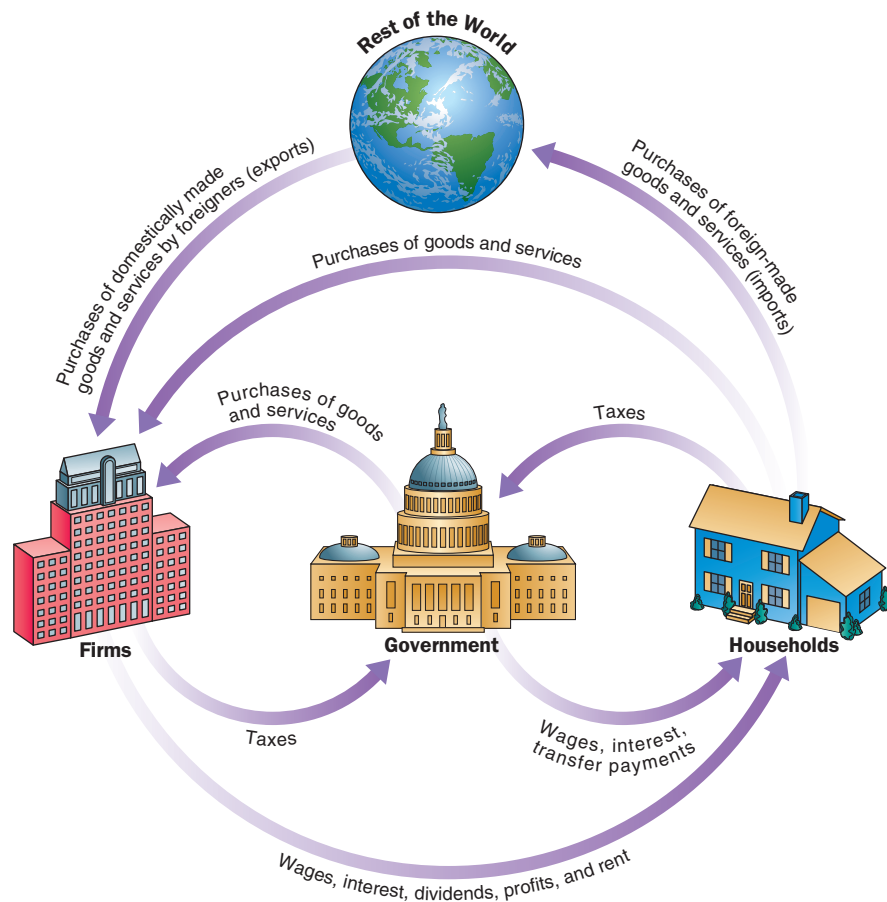 Rest of the World
Purchases of domestically made
goods and services by foreigners (exports)
Purchases of foreign-made
goods and services (imports)
Purchases of goods and services
Purchases of goods
and services
Taxes
Firms
Government
Households
Taxes
Wages, interest,
transfer payments
Wages, interest, dividends, profits, and rent